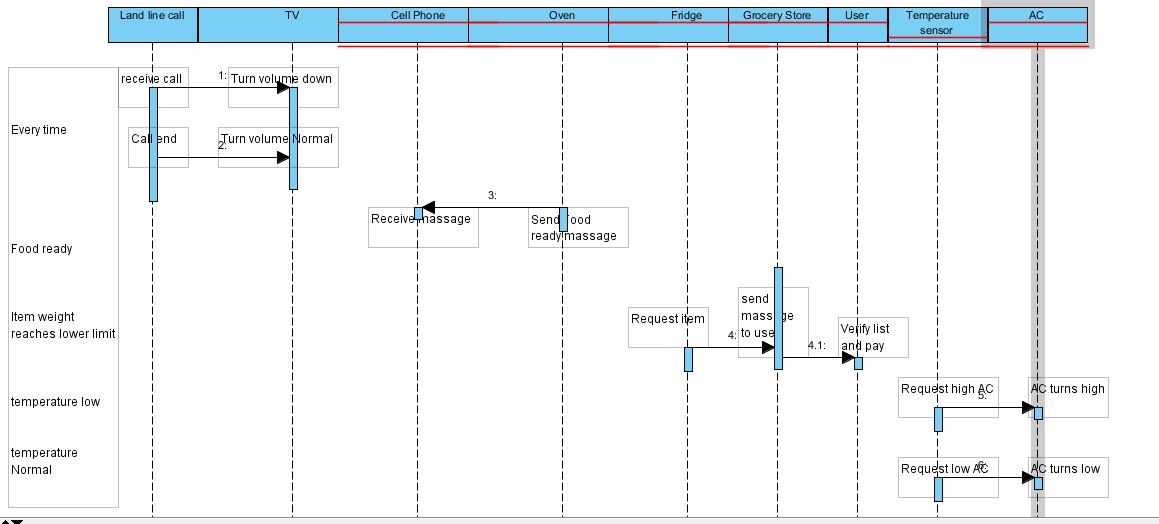 Land line call
TV
Cell Phone
Oven
Fridge
Grocery Store
User
Temperature
sensor
AC
receive call
1:
Turn volume down
Every time
Call end
2:
Turn volume Normal
3:
Receive massage
Send Food
ready massage
Food ready
Item weight
reaches lower limit
Request item
4:
send
massage
to user
4.1:
Verify list
and pay
temperature low
Request high AC
5:
AC turns high
temperature
Normal
Request low AC
6:
AC turns low